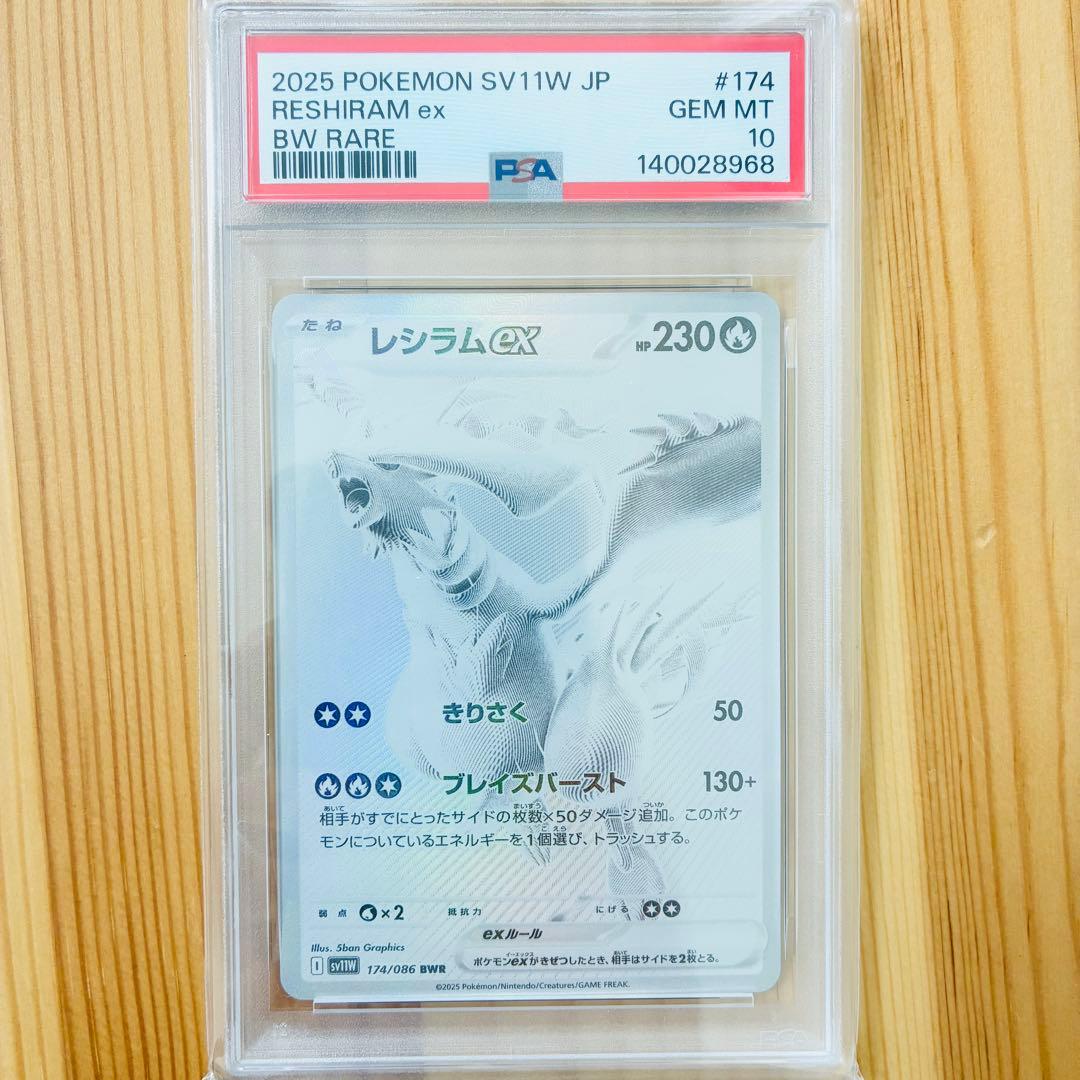 2025 POKEMON SV11W JP #174
RESHIRAM ex GEM MT
BW RARE 10
PSA 140028968
たね レシラムex HP 230
きりさく 50
ブレイズバースト 130+
相手がすでにとったサイドの枚数×50ダメージ追加。このポケ
モンについているエネルギーを1個選び、トラッシュする。
弱点 ×2 抵抗力 にげる
exルール
ポケモンexがきぜつしたとき、相手はサイドを2枚とる。
Illus. 5ban Graphics
I sv11W 174/086 BWR
©2025 Pokémon/Nintendo/Creatures/GAME FREAK.
PSA